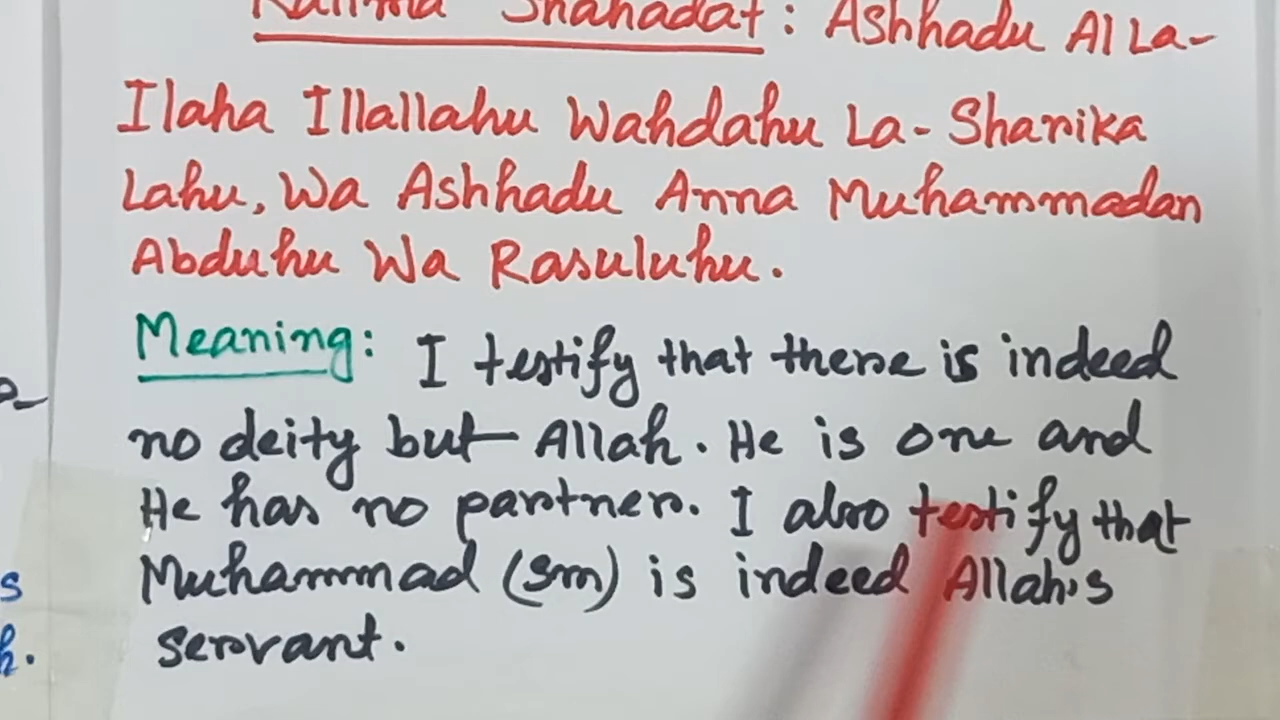 Kalima Shahadat: Ashhadu Al La-
Ilaha Illallahu Wahdahu La- Sharika
Lahu, Wa Ashhadu Anna Muhammadan
Abduhu Wa Rasuluhu.
Meaning: I testify that there is indeed
no deity but Allah. He is one and
He has no partner. I also testify that
Muhammad (sm) is indeed Allah's
servant.
s
h.